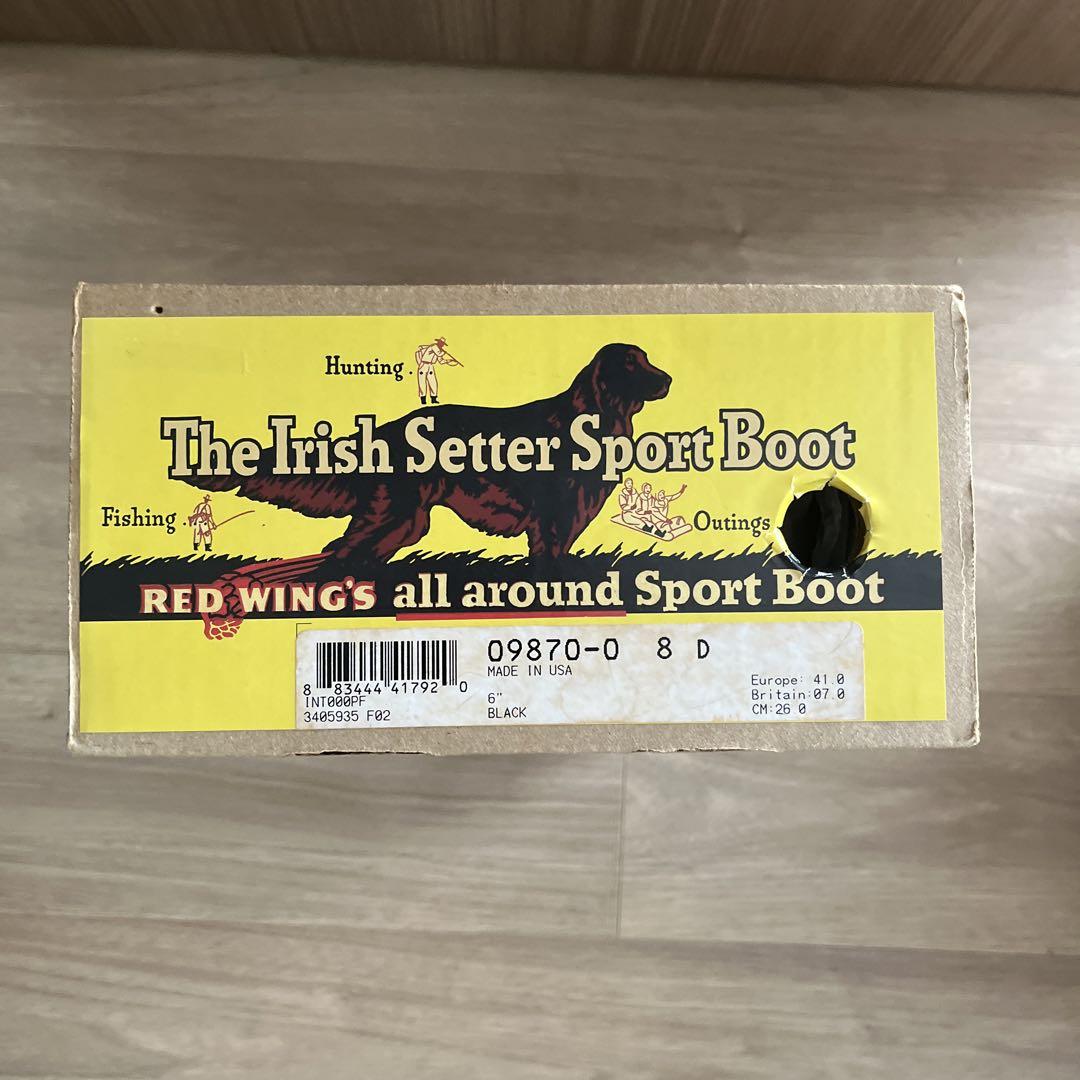 Hunting.
The Irish Setter Sport Boot
Fishing.
Outings
RED WING'S all around Sport Boot
09870-0 8 D
MADE IN USA
8 83444 41792 0
INT000PF
3405935 F02
6"
BLACK
Europe: 41.0
Britain:07.0
CM:26.0